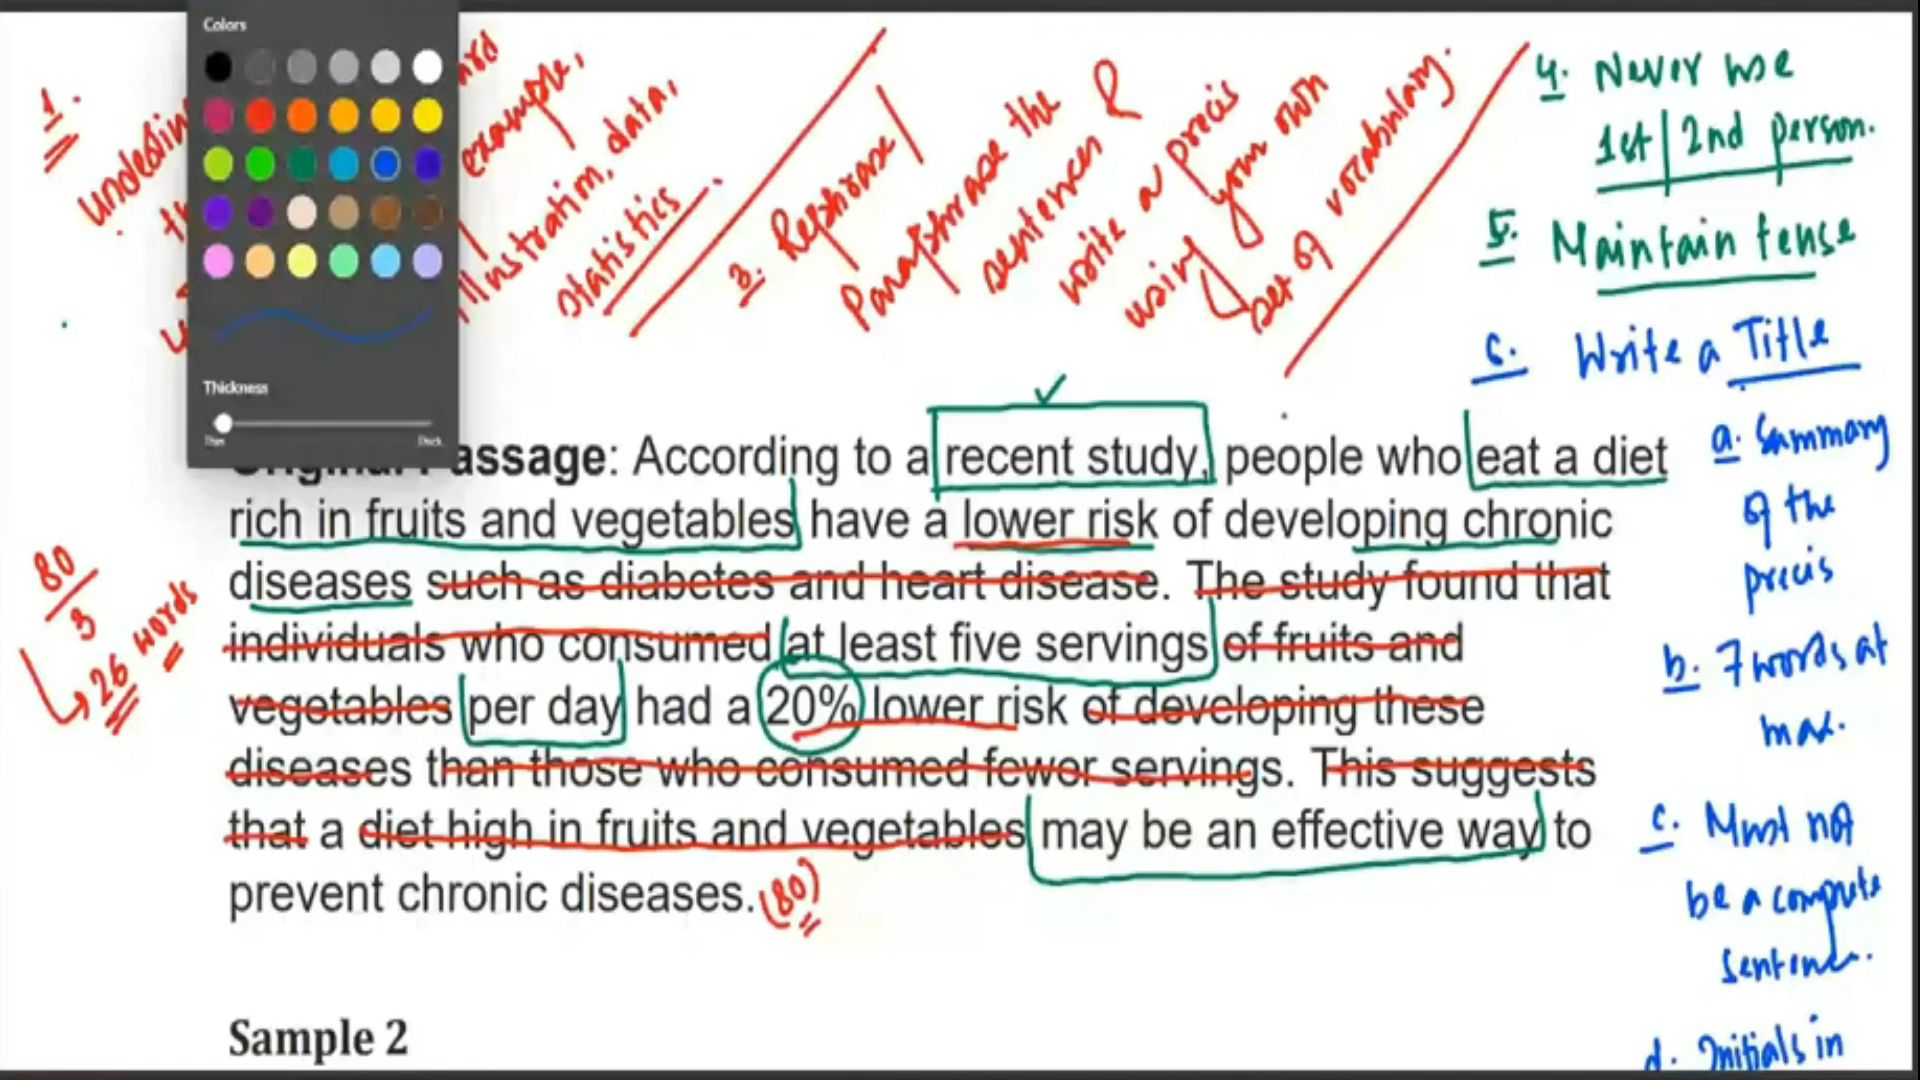 Colors
Thin
Thick
Thickness
1.
example,
Illustration, data,
statistics.
3. Rephrase/
Paraphrase the
sentences &
write a precis
using your own
set of vocabulary.
4. Never use
1st/2nd person.
5. Maintain tense
6. Write a Title
a. Summary
of the
precis
b. 7 words at
max.
c. Must not
be a complete
sentence.
d. Initials in
80
3
26 words
Original Passage: According to a recent study, people who eat a diet
rich in fruits and vegetables have a lower risk of developing chronic
diseases such as diabetes and heart disease. The study found that
individuals who consumed at least five servings of fruits and
vegetables per day had a 20% lower risk of developing these
diseases than those who consumed fewer servings. This suggests
that a diet high in fruits and vegetables may be an effective way to
prevent chronic diseases. (80)
Sample 2